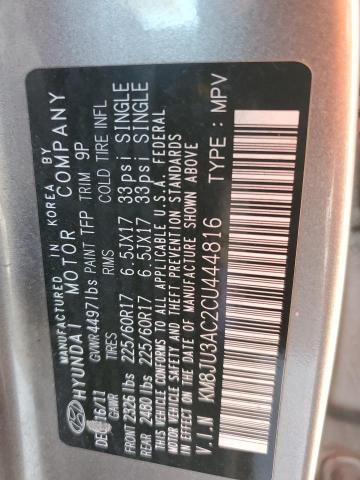 MANUFACTURED IN KOREA BY
HYUNDAI MOTOR COMPANY
DEC/16/11 GVWR 4497lbs PAINT TFP TRIM 9P
GAWR TIRES RIMS COLD TIRE INFL
FRONT 2326 lbs 225/60R17 6.5JX17 33psi SINGLE
REAR 2480 lbs 225/60R17 6.5JX17 33psi SINGLE
THIS VEHICLE CONFORMS TO ALL APPLICABLE U.S.A. FEDERAL
MOTOR VEHICLE SAFETY AND THEFT PREVENTION STANDARDS
IN EFFECT ON THE DATE OF MANUFACTURE SHOWN ABOVE
V.I.N KM8JU3AC2CU444816 TYPE : MPV